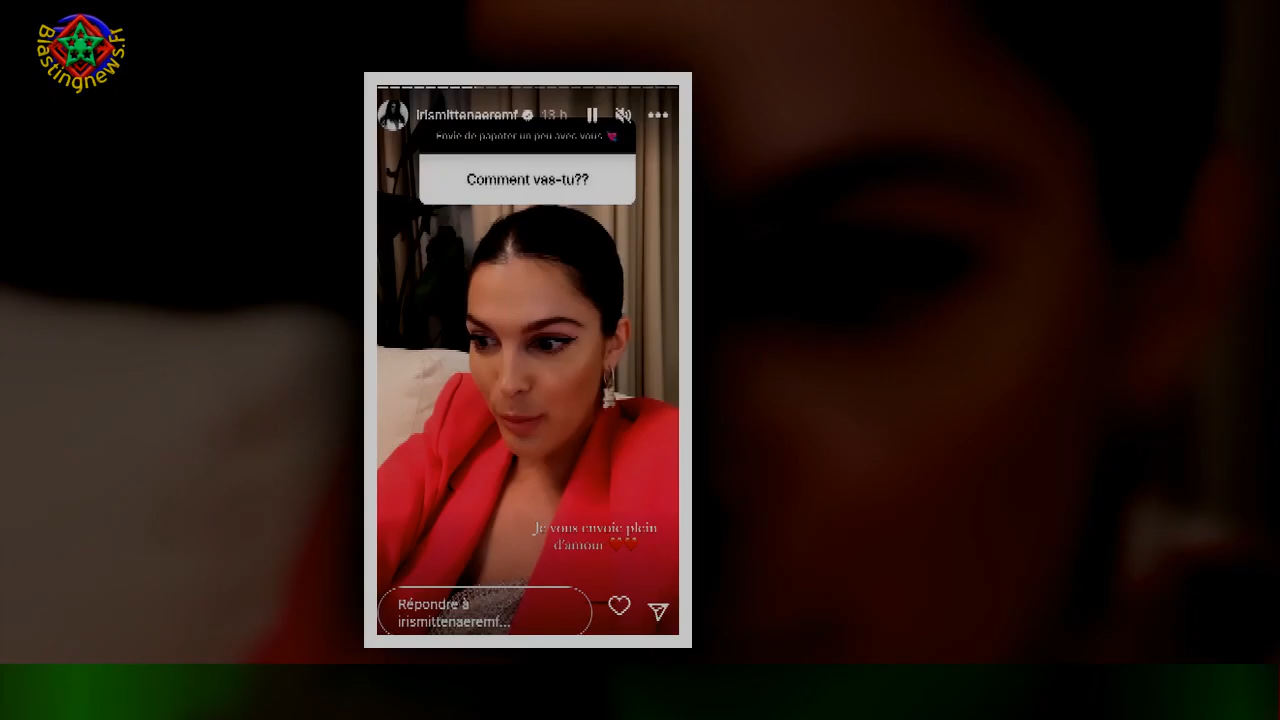 Blastingnews.Fr
irismittenaeremf 13 h
Envie de papoter un peu avec vous
Comment vas-tu??
Je vous envoie plein
d'amour
Répondre à
irismittenaeremf...